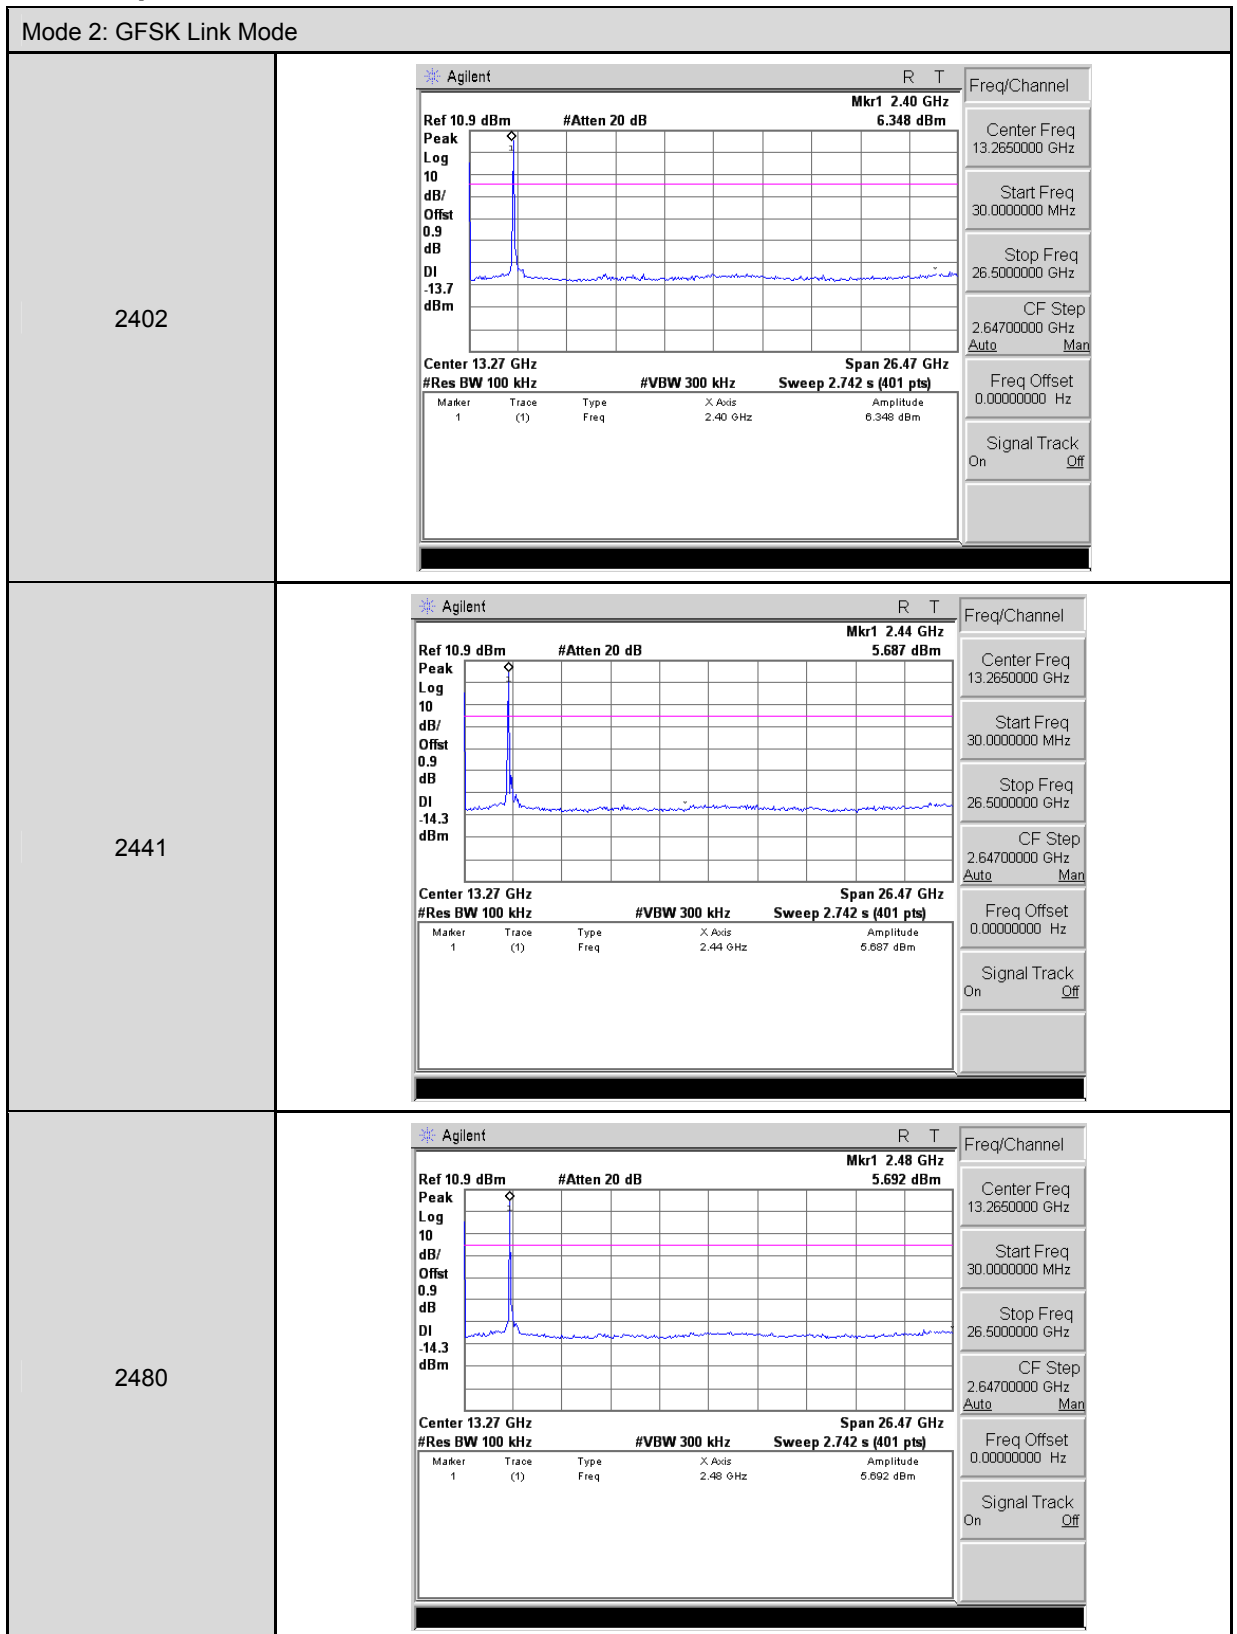 Mode 2: GFSK Link Mode
2402
Agilent R T
Mkr1 2.40 GHz
Ref 10.9 dBm #Atten 20 dB 6.348 dBm
Peak
Log
10
dB/
Offst
0.9
dB
DI
-13.7
dBm
1
Center 13.27 GHz Span 26.47 GHz
#Res BW 100 kHz #VBW 300 kHz Sweep 2.742 s (401 pts)
Marker Trace Type X Axis Amplitude
1 (1) Freq 2.40 GHz 6.348 dBm
Freq/Channel
Center Freq
13.2650000 GHz
Start Freq
30.0000000 MHz
Stop Freq
26.5000000 GHz
CF Step
2.64700000 GHz
Auto Man
Freq Offset
0.00000000 Hz
Signal Track
On Off
2441
Agilent R T
Mkr1 2.44 GHz
Ref 10.9 dBm #Atten 20 dB 5.687 dBm
Peak
Log
10
dB/
Offst
0.9
dB
DI
-14.3
dBm
1
Center 13.27 GHz Span 26.47 GHz
#Res BW 100 kHz #VBW 300 kHz Sweep 2.742 s (401 pts)
Marker Trace Type X Axis Amplitude
1 (1) Freq 2.44 GHz 5.687 dBm
Freq/Channel
Center Freq
13.2650000 GHz
Start Freq
30.0000000 MHz
Stop Freq
26.5000000 GHz
CF Step
2.64700000 GHz
Auto Man
Freq Offset
0.00000000 Hz
Signal Track
On Off
2480
Agilent R T
Mkr1 2.48 GHz
Ref 10.9 dBm #Atten 20 dB 5.692 dBm
Peak
Log
10
dB/
Offst
0.9
dB
DI
-14.3
dBm
1
Center 13.27 GHz Span 26.47 GHz
#Res BW 100 kHz #VBW 300 kHz Sweep 2.742 s (401 pts)
Marker Trace Type X Axis Amplitude
1 (1) Freq 2.48 GHz 5.692 dBm
Freq/Channel
Center Freq
13.2650000 GHz
Start Freq
30.0000000 MHz
Stop Freq
26.5000000 GHz
CF Step
2.64700000 GHz
Auto Man
Freq Offset
0.00000000 Hz
Signal Track
On Off